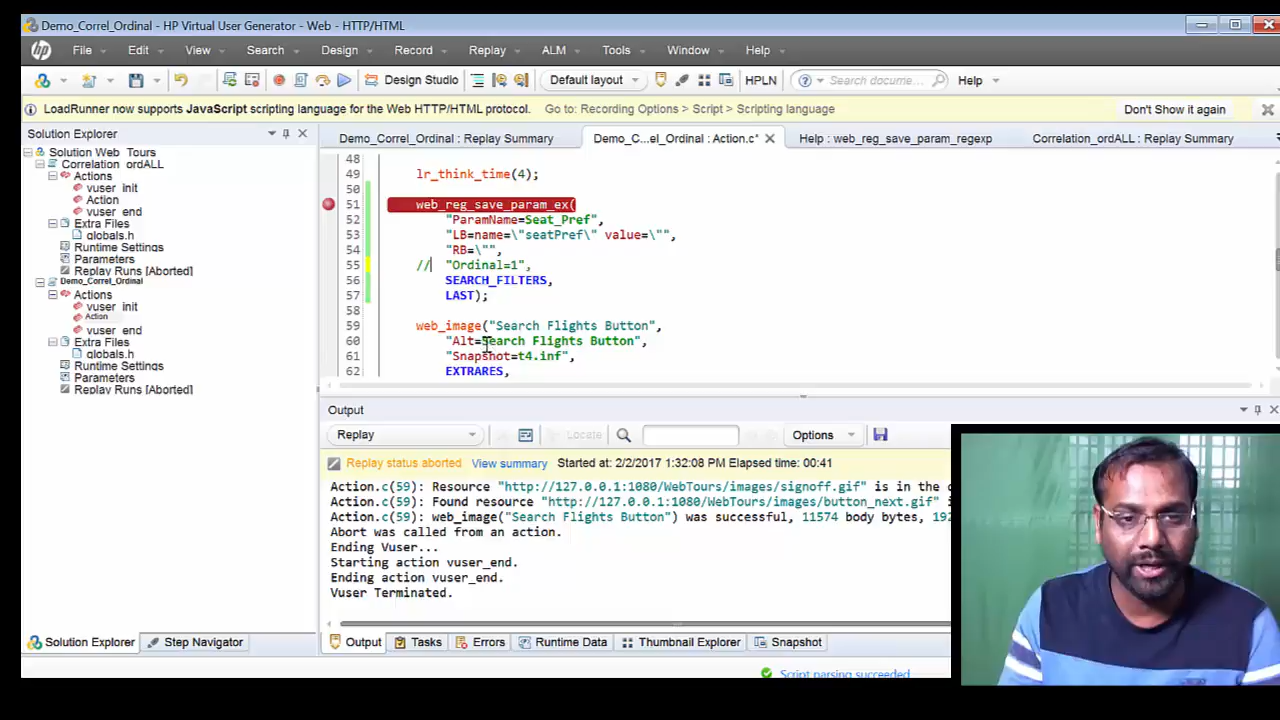 Demo_Correl_Ordinal - HP Virtual User Generator - Web - HTTP/HTML
hp File Edit View Search Design Record Replay ALM Tools Window Help
Design Studio Default layout HPLN Search docume... Help
LoadRunner now supports JavaScript scripting language for the Web HTTP/HTML protocol. Go to: Recording Options > Script > Scripting language Don't Show it again
Solution Explorer
Solution Web Tours
Correlation_ordALL
Actions
vuser_init
Action
vuser_end
Extra Files
globals.h
Runtime Settings
Parameters
Replay Runs [Aborted]
Demo_Correl_Ordinal
Actions
vuser_init
Action
vuser_end
Extra Files
globals.h
Runtime Settings
Parameters
Replay Runs [Aborted]
Solution Explorer Step Navigator
Demo_Correl_Ordinal : Replay Summary Demo_C...el_Ordinal : Action.c* Help : web_reg_save_param_regexp Correlation_ordALL : Replay Summary
48
49 lr_think_time(4);
50
51 web_reg_save_param_ex(
52 "ParamName=Seat_Pref",
53 "LB=name=\"seatPref\" value=\"",
54 "RB=\"",
55 // "Ordinal=1",
56 SEARCH_FILTERS,
57 LAST);
58
59 web_image("Search Flights Button",
60 "Alt=Search Flights Button",
61 "Snapshot=t4.inf",
62 EXTRARES,
Output
Replay Locate Options
Replay status aborted View summary Started at: 2/2/2017 1:32:08 PM Elapsed time: 00:41
Action.c(59): Resource "http://127.0.0.1:1080/WebTours/images/signoff.gif" is in the
Action.c(59): Found resource "http://127.0.0.1:1080/WebTours/images/button_next.gif"
Action.c(59): web_image("Search Flights Button") was successful, 11574 body bytes,
Abort was called from an action.
Ending Vuser...
Starting action vuser_end.
Ending action vuser_end.
Vuser Terminated.
Output Tasks Errors Runtime Data Thumbnail Explorer Snapshot
Script parsing succeeded